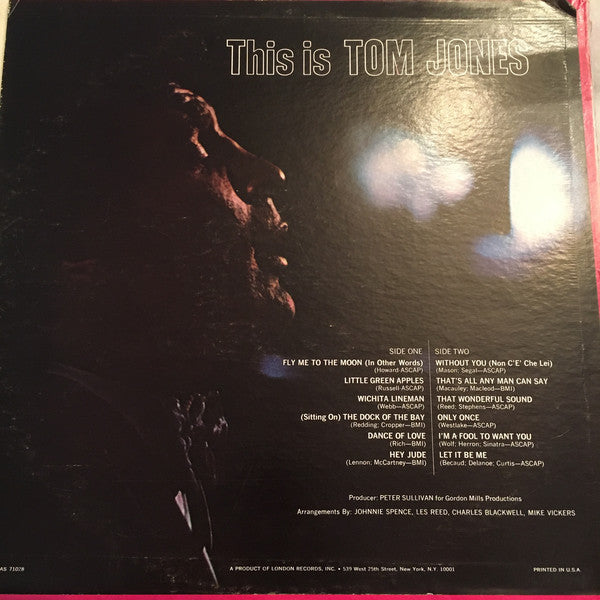 This is TOM JONES
SIDE ONE
FLY ME TO THE MOON (In Other Words)
(Howard-ASCAP)
LITTLE GREEN APPLES
(Russell-ASCAP)
WICHITA LINEMAN
(Webb—ASCAP)
(Sitting On) THE DOCK OF THE BAY
(Redding; Cropper—BMI)
DANCE OF LOVE
(Rich—BMI)
HEY JUDE
(Lennon; McCartney—BMI)
SIDE TWO
WITHOUT YOU (Non C'E' Che Lei)
(Mason; Segal—ASCAP)
THAT'S ALL ANY MAN CAN SAY
(Macauley; Macleod—BMI)
THAT WONDERFUL SOUND
(Reed; Stephens—ASCAP)
ONLY ONCE
(Westlake—ASCAP)
I'M A FOOL TO WANT YOU
(Wolf; Herron; Sinatra—ASCAP)
LET IT BE ME
(Becaud; Delanoe; Curtis—ASCAP)
Producer: PETER SULLIVAN for Gordon Mills Productions
Arrangements By: JOHNNIE SPENCE, LES REED, CHARLES BLACKWELL, MIKE VICKERS
AS 71028
A PRODUCT OF LONDON RECORDS, INC. • 539 West 25th Street, New York, N.Y. 10001
PRINTED IN U.S.A.